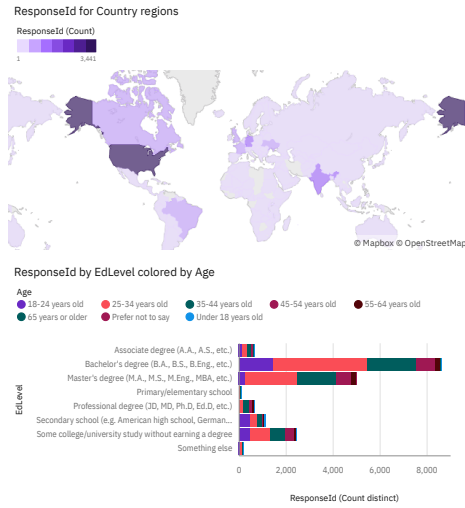 ResponseId for Country regions
ResponseId (Count)
1 3,441
© Mapbox © OpenStreetMap
ResponseId by EdLevel colored by Age
Age
18-24 years old 25-34 years old 35-44 years old 45-54 years old 55-64 years old
65 years or older Prefer not to say Under 18 years old
EdLevel
Associate degree (A.A., A.S., etc.)
Bachelor's degree (B.A., B.S., B.Eng., etc.)
Master's degree (M.A., M.S., M.Eng., MBA, etc.)
Primary/elementary school
Professional degree (JD, MD, Ph.D, Ed.D, etc.)
Secondary school (e.g. American high school, German...
Some college/university study without earning a degree
Something else
0 2,000 4,000 6,000 8,000
ResponseId (Count distinct)